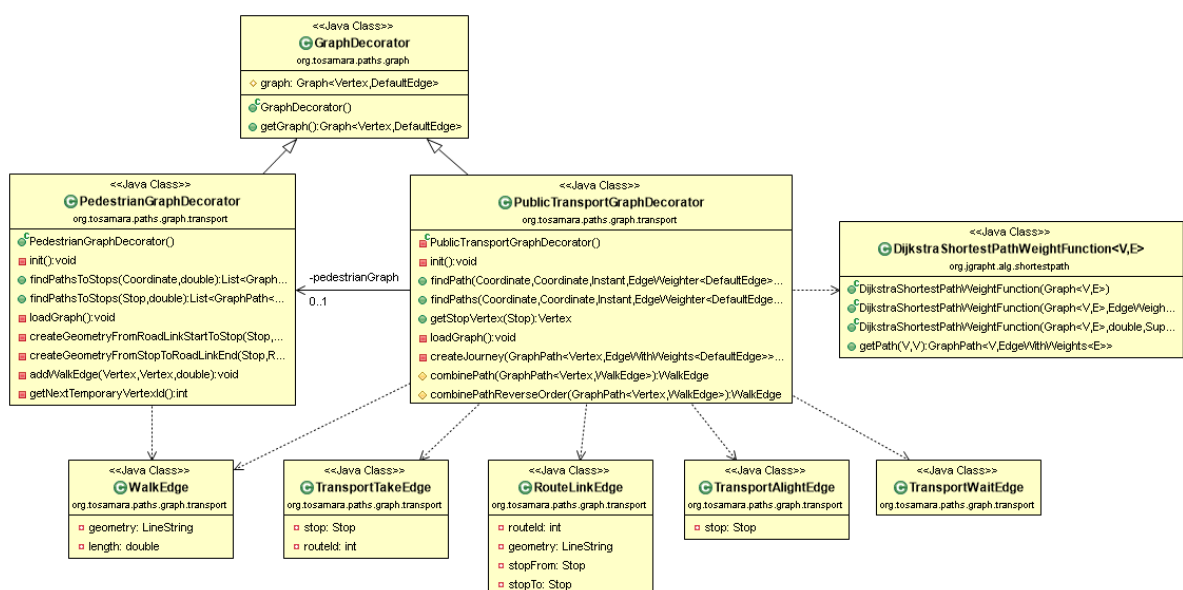 <<Java Class>>
GraphDecorator
org.tosamara.paths.graph
graph: Graph<Vertex,DefaultEdge>
GraphDecorator()
getGraph():Graph<Vertex,DefaultEdge>
<<Java Class>>
PedestrianGraphDecorator
org.tosamara.paths.graph.transport
PedestrianGraphDecorator()
init():void
findPathsToStops(Coordinate,double):List<Graph...
findPathsToStops(Stop,double):List<GraphPath<...
loadGraph():void
createGeometryFromRoadLinkStartToStop(Stop,...
createGeometryFromStopToRoadLinkEnd(Stop,R...
addWalkEdge(Vertex,Vertex,double):void
getNextTemporaryVertexId():int
-pedestrianGraph
0..1
<<Java Class>>
PublicTransportGraphDecorator
org.tosamara.paths.graph.transport
PublicTransportGraphDecorator()
init():void
findPath(Coordinate,Coordinate,Instant,EdgeWeighter<DefaultEdge>...
findPaths(Coordinate,Coordinate,Instant,EdgeWeighter<DefaultEdge...
getStopVertex(Stop):Vertex
loadGraph():void
createJourney(GraphPath<Vertex,EdgeWithWeights<DefaultEdge>>...
combinePath(GraphPath<Vertex,WalkEdge>):WalkEdge
combinePathReverseOrder(GraphPath<Vertex,WalkEdge>):WalkEdge
<<Java Class>>
DijkstraShortestPathWeightFunction<V,E>
org.jgrapht.alg.shortestpath
DijkstraShortestPathWeightFunction(Graph<V,E>)
DijkstraShortestPathWeightFunction(Graph<V,E>,EdgeWeigh...
DijkstraShortestPathWeightFunction(Graph<V,E>,double,Sup...
getPath(V,V):GraphPath<V,EdgeWithWeights<E>>
<<Java Class>>
WalkEdge
org.tosamara.paths.graph.transport
geometry: LineString
length: double
<<Java Class>>
TransportTakeEdge
org.tosamara.paths.graph.transport
stop: Stop
routeId: int
<<Java Class>>
RouteLinkEdge
org.tosamara.paths.graph.transport
routeId: int
geometry: LineString
stopFrom: Stop
stopTo: Stop
<<Java Class>>
TransportAlightEdge
org.tosamara.paths.graph.transport
stop: Stop
<<Java Class>>
TransportWaitEdge
org.tosamara.paths.graph.transport